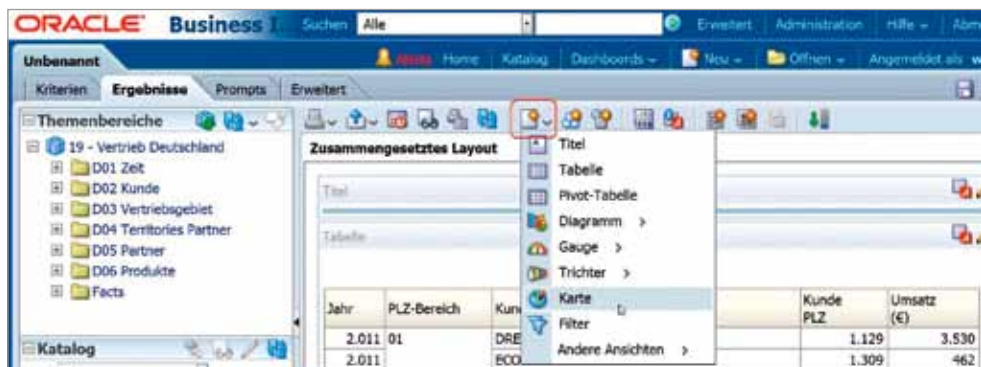 ORACLE Business I
Suchen Alle
Erweitert Administration Hilfe Abm
Unbenannt
Alerts Home Katalog Dashboards Neu Öffnen Angemeldet als w
Kriterien Ergebnisse Prompts Erweitert
Themenbereiche
19 - Vertrieb Deutschland
D01 Zeit
D02 Kunde
D03 Vertriebsgebiet
D04 Territories Partner
D05 Partner
D06 Produkte
Facts
Katalog
Zusammengesetztes Layout
Titel
Tabelle
Titel
Tabelle
Pivot-Tabelle
Diagramm >
Gauge >
Trichter >
Karte
Filter
Andere Ansichten >
Jahr PLZ-Bereich Kun Kunde PLZ Umsatz (€)
2.011 01 DRE 1.129 3.530
2.011 ECO 1.309 462